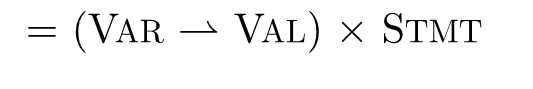 = (VAR ⇀ VAL) × STMT